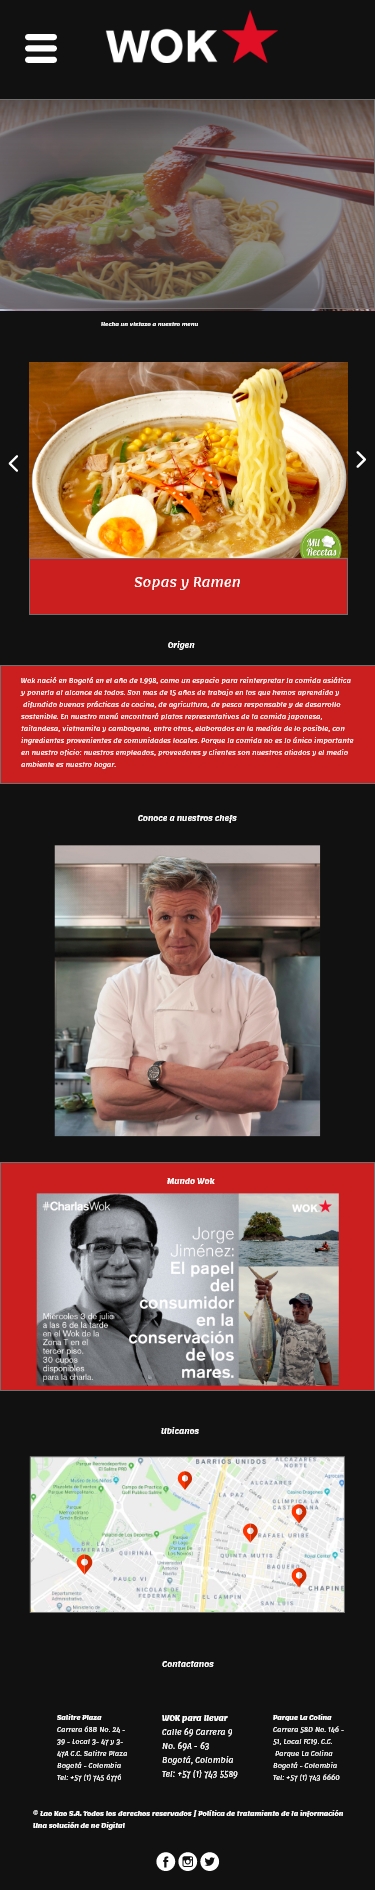 WOK
Hecha un vistazo a nuestro menu
Mil
Recetas
Sopas y Ramen
Origen
Wok nació en Bogotá en el año de 1.998, como un espacio para reinterpretar la comida asiática
y ponerla al alcance de todos. Son mas de 15 años de trabajo en los que hemos aprendido y
difundido buenas prácticas de cocina, de agricultura, de pesca responsable y de desarrollo
sostenible. En nuestro menú encontrará platos representativos de la comida japonesa,
tailandesa, vietnamita y camboyana, entre otros, elaborados en la medida de lo posible, con
ingredientes provenientes de comunidades locales. Porque la comida no es lo único importante
en nuestro oficio: nuestros empleados, proveedores y clientes son nuestros aliados y el medio
ambiente es nuestro hogar.
Conoce a nuestros chefs
Mundo Wok
#CharlasWok
WOK
Jorge
Jiménez:
El papel
del
consumidor
en la
conservación
de los
mares.
Miércoles 3 de julio
a las 6 de la tarde
en el Wok de la
Zona T en el
tercer piso.
30 cupos
disponibles
para la charla.
Ubicanos
BARRIOS UNIDOS
ALCAZARES NORTE
ALCÁZARES
LA PAZ
OLÍMPICA LA CASTELLANA
RAFAEL URIBE
QUIRINAL
QUINTA MUTIS
BAQUERO
PAULO VI
NICOLAS DE FEDERMAN
EL CAMPIN
SAN LUIS
CHAPINE
Contactanos
Salitre Plaza
Carrera 68B No. 24 -
39 - Local 3- 47 y 3-
47A C.C. Salitre Plaza
Bogotá - Colombia
Tel: +57 (1) 745 6776
WOK para llevar
Calle 69 Carrera 9
No. 69A - 63
Bogotá, Colombia
Tel: +57 (1) 743 5589
Parque La Colina
Carrera 58D No. 146 -
51, Local FC19. C.C.
Parque La Colina
Bogotá - Colombia
Tel: +57 (1) 743 6660
© Lao Kao S.A. Todos los derechos reservados / Política de tratamiento de la información
Una solución de ne Digital